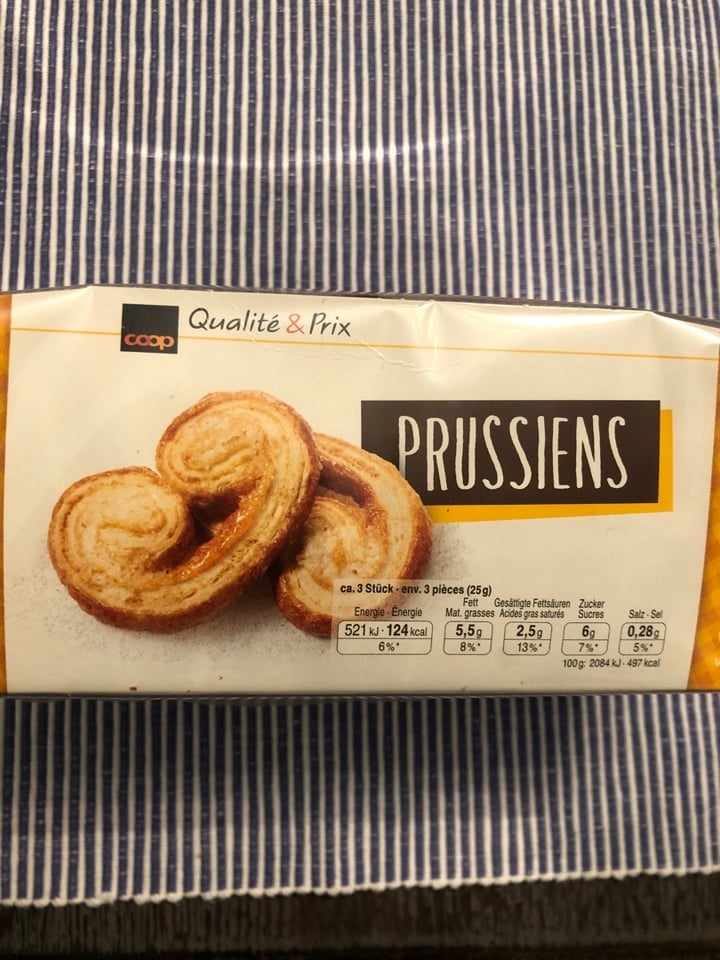 coop Qualité & Prix
PRUSSIENS
ca. 3 Stück · env. 3 pièces (25g)
Energie · Énergie
521 kJ · 124 kcal
6%*
Fett
Mat. grasses
5,5g
8%*
Gesättigte Fettsäuren
Acides gras saturés
2,5g
13%*
Zucker
Sucres
6g
7%*
Salz · Sel
0,28g
5%*
100g: 2084 kJ · 497 kcal